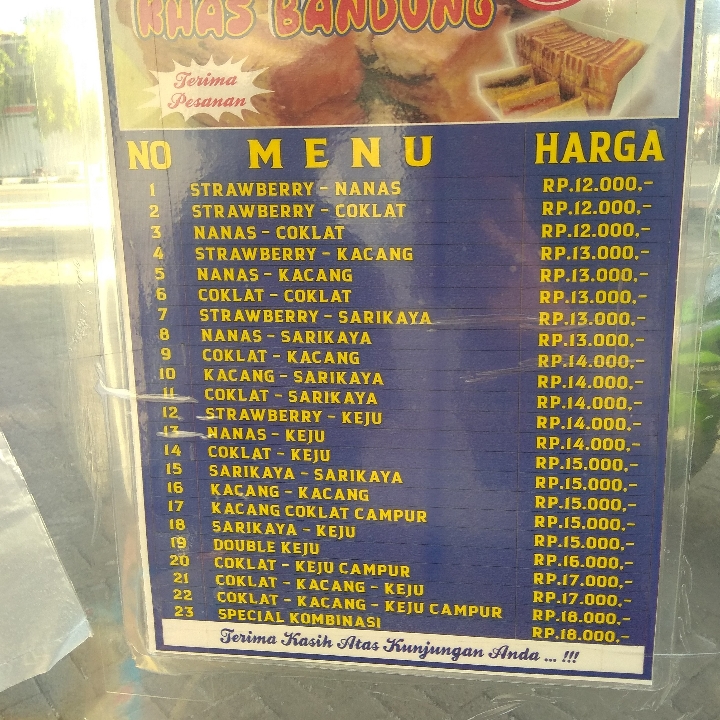 KHAS BANDUNG
Terima
Pesanan
NO MENU HARGA
1 STRAWBERRY - NANAS RP.12.000,-
2 STRAWBERRY - COKLAT RP.12.000,-
3 NANAS - COKLAT RP.12.000,-
4 STRAWBERRY - KACANG RP.13.000,-
5 NANAS - KACANG RP.13.000,-
6 COKLAT - COKLAT RP.13.000,-
7 STRAWBERRY - SARIKAYA RP.13.000,-
8 NANAS - SARIKAYA RP.13.000,-
9 COKLAT - KACANG RP.14.000,-
10 KACANG - SARIKAYA RP.14.000,-
11 COKLAT - SARIKAYA RP.14.000,-
12 STRAWBERRY - KEJU RP.14.000,-
13 NANAS - KEJU RP.14.000,-
14 COKLAT - KEJU RP.15.000,-
15 SARIKAYA - SARIKAYA RP.15.000,-
16 KACANG - KACANG RP.15.000,-
17 KACANG COKLAT CAMPUR RP.15.000,-
18 SARIKAYA - KEJU RP.15.000,-
19 DOUBLE KEJU RP.16.000,-
20 COKLAT - KEJU CAMPUR RP.17.000,-
21 COKLAT - KACANG - KEJU RP.17.000,-
22 COKLAT - KACANG - KEJU CAMPUR RP.18.000,-
23 SPECIAL KOMBINASI RP.18.000,-
Terima Kasih Atas Kunjungan Anda ... !!!